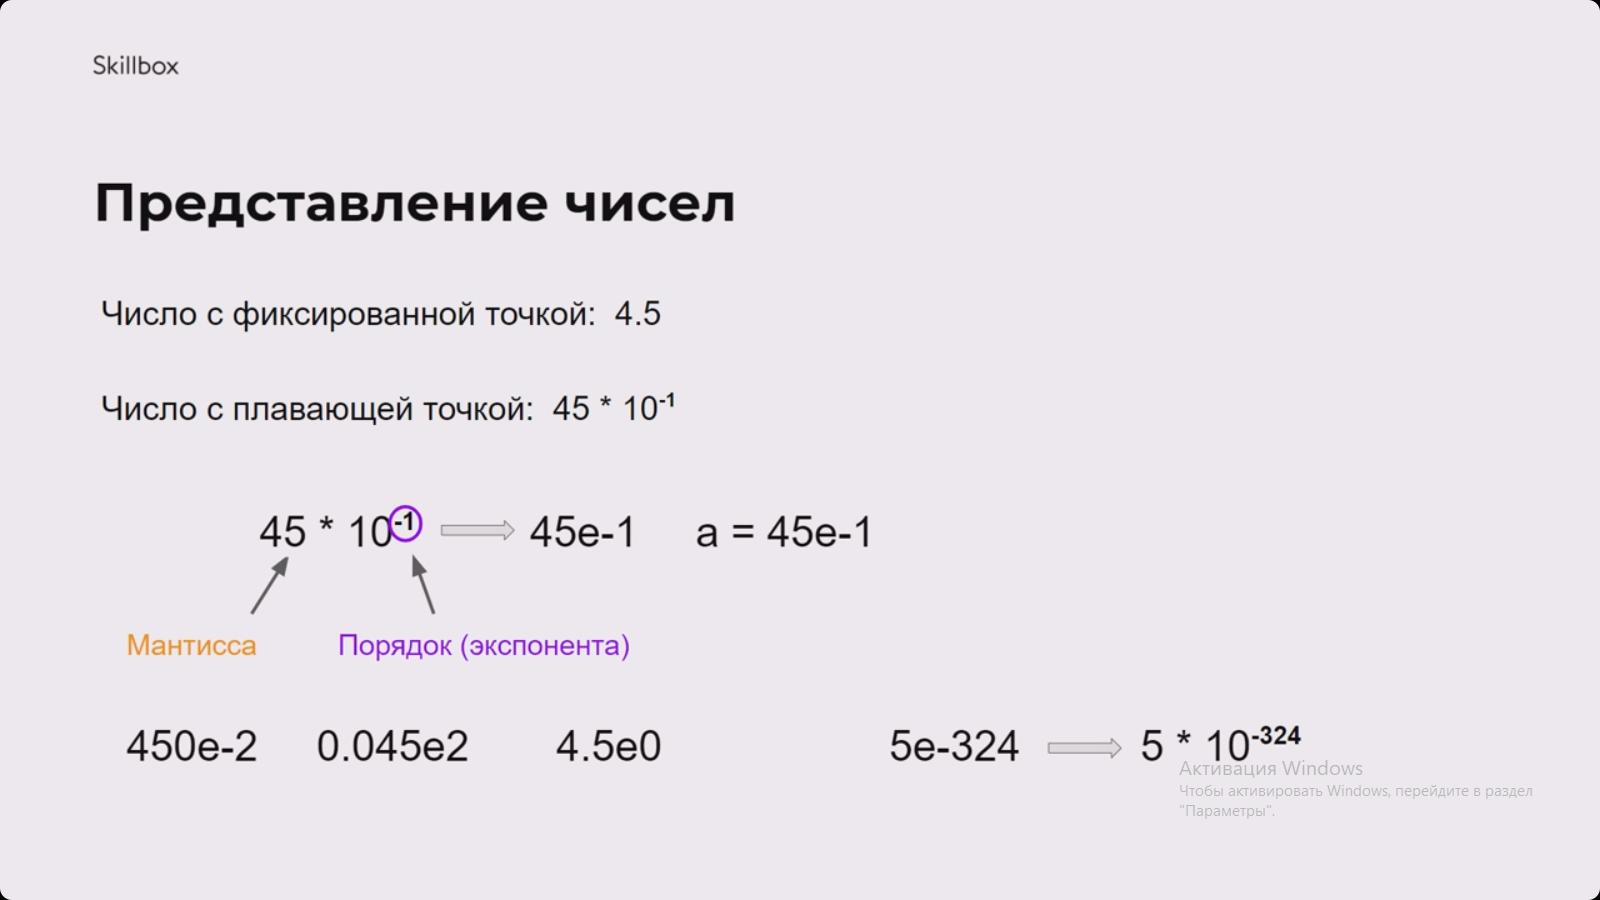 Skillbox
Представление чисел
Число с фиксированной точкой: 4.5
Число с плавающей точкой: 45 * 10⁻¹
45 * 10⁻¹ 45e-1 a = 45e-1
Мантисса Порядок (экспонента)
450e-2 0.045e2 4.5e0 5e-324 5 * 10⁻³²⁴
Активация Windows
Чтобы активировать Windows, перейдите в раздел
"Параметры".